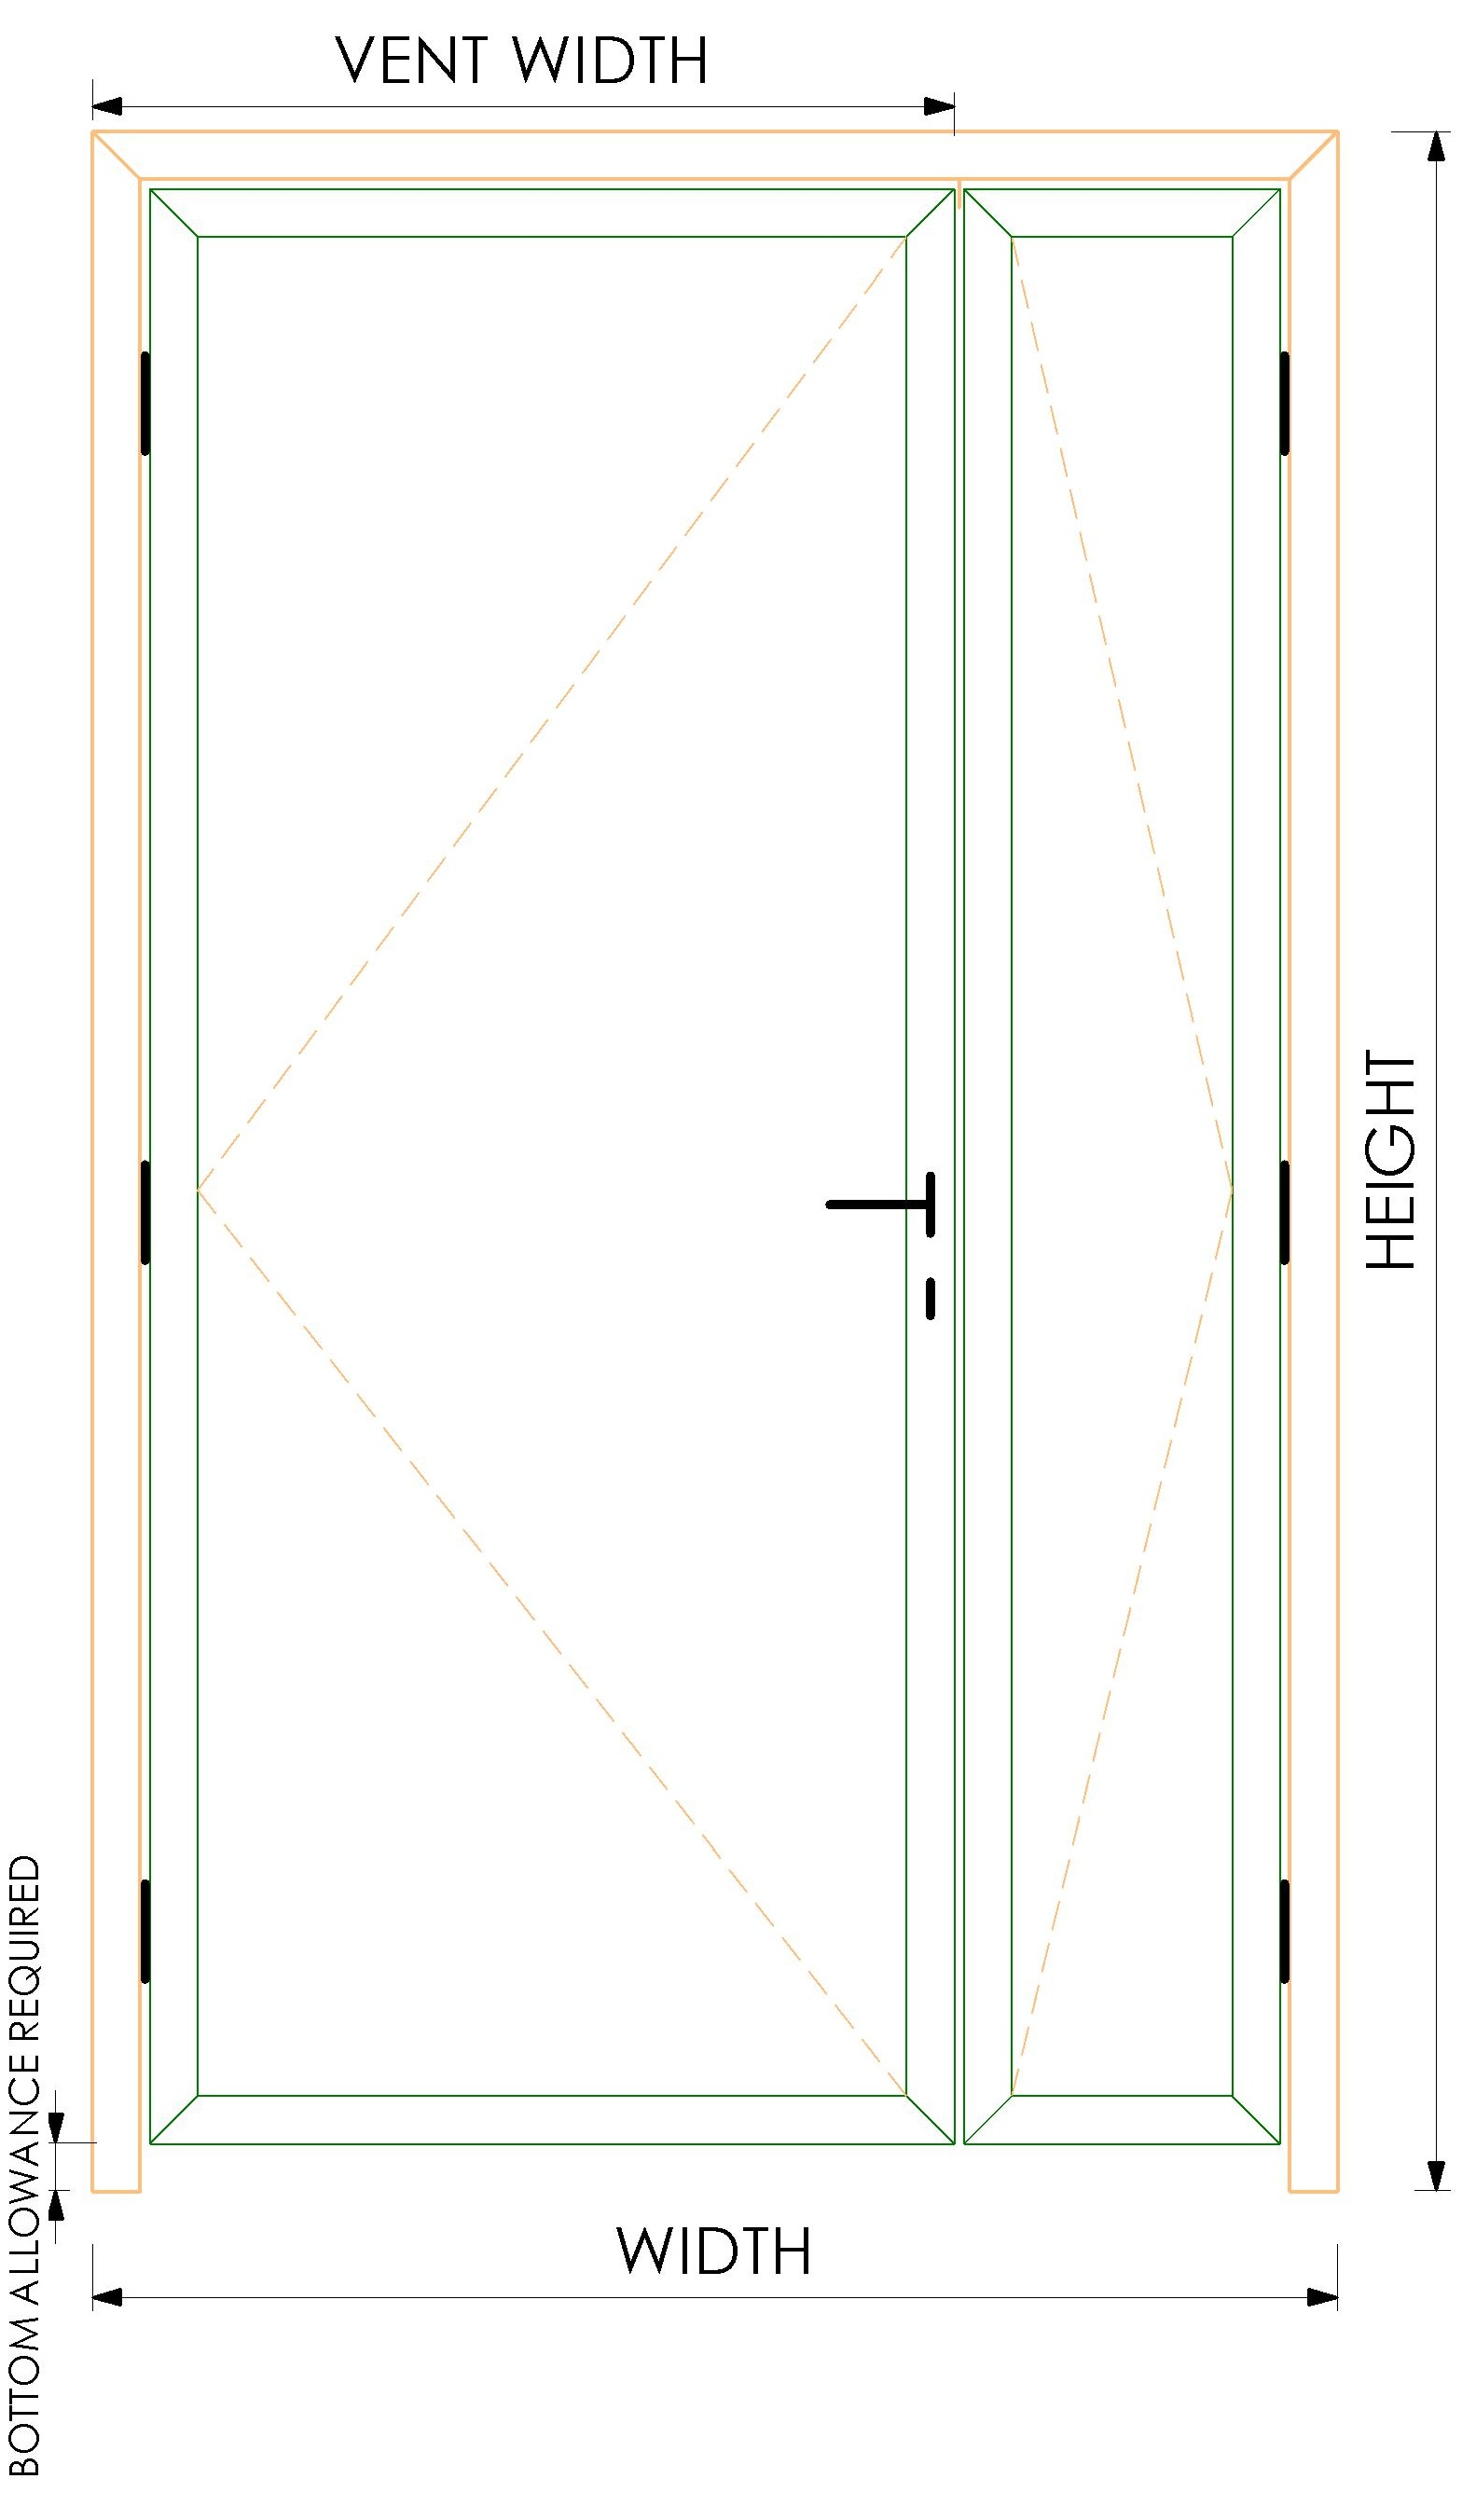 VENT WIDTH
HEIGHT
BOTTOM ALLOWANCE REQUIRED
WIDTH